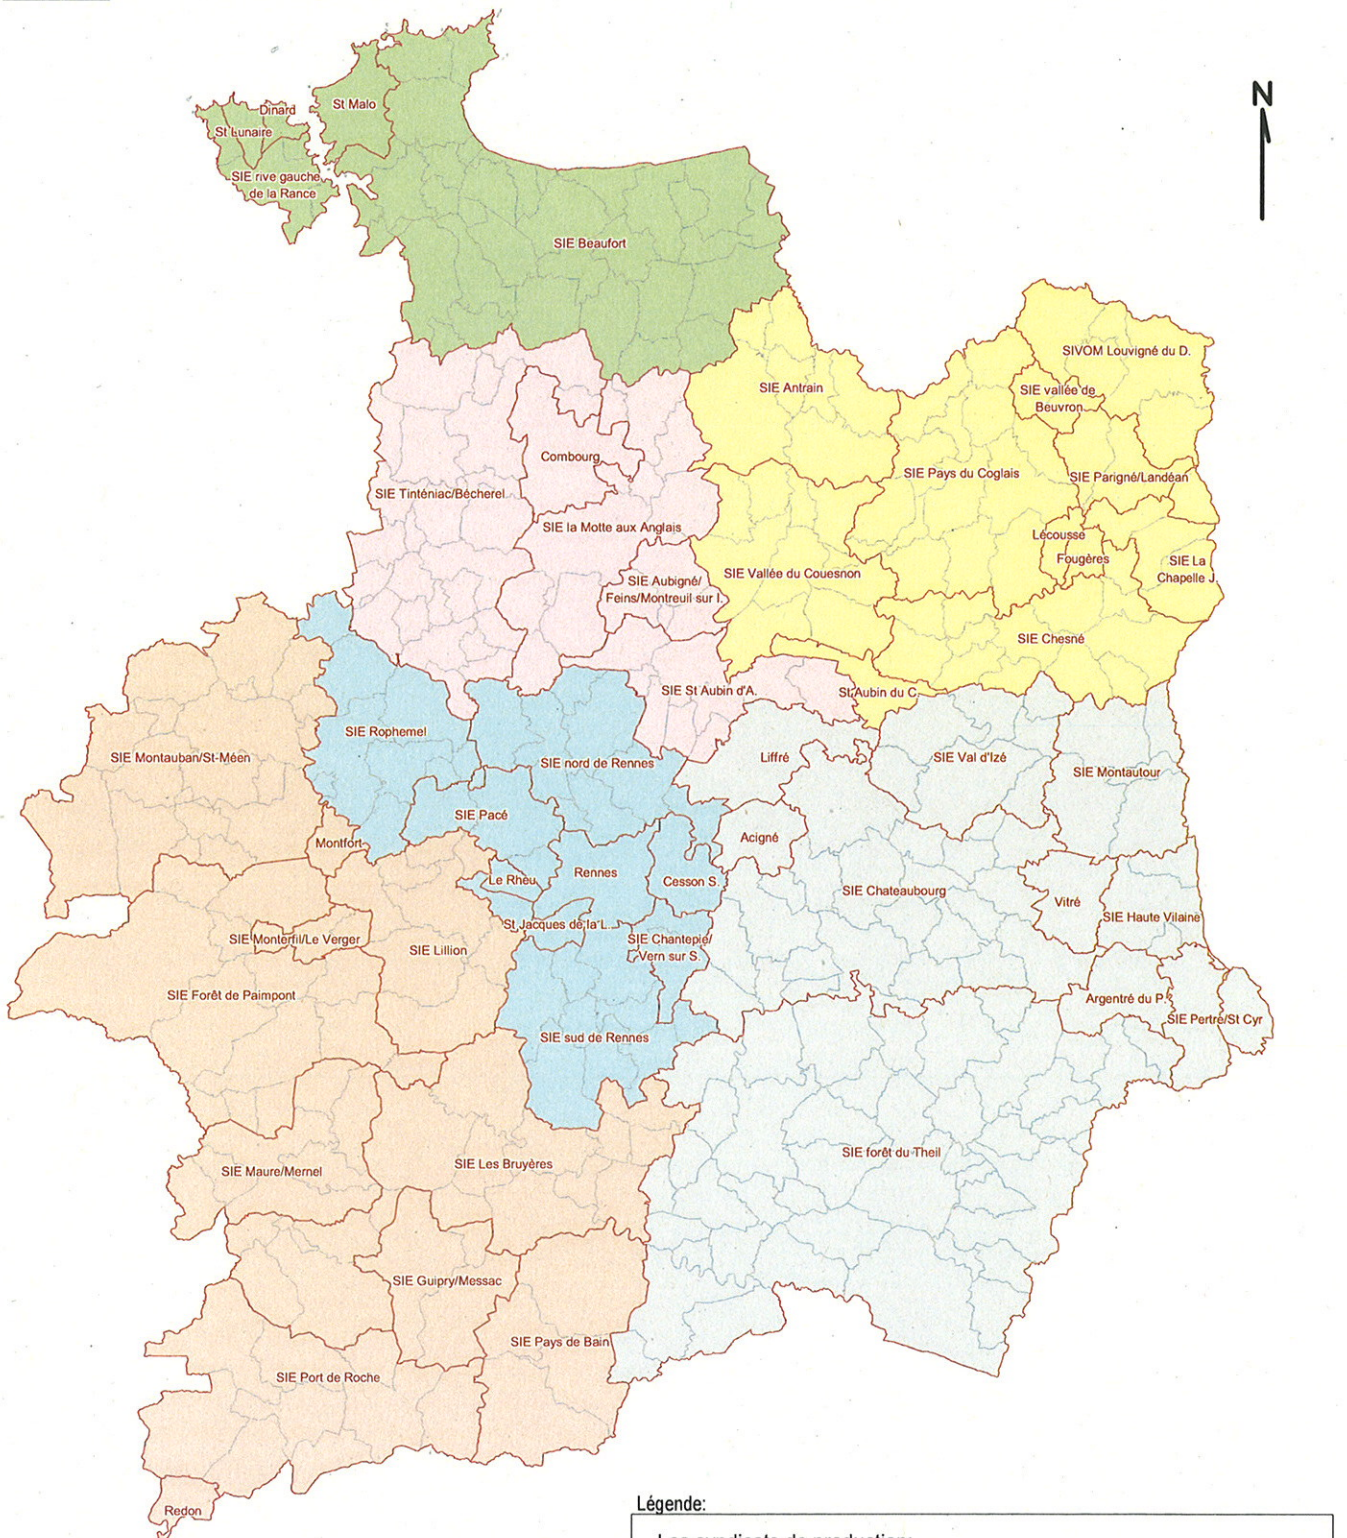 N
Dinard
St Malo
St Lunaire
SIE rive gauche
de la Rance
SIE Beaufort
SIVOM Louvigné du D.
SIE Antrain
SIE vallée de
Beuvron
Combourg
SIE Pays du Coglais
SIE Parigné/Landéan
SIE Tinténiac/Bécherel
SIE la Motte aux Anglais
Lécousse
Fougères
SIE La
Chapelle J.
SIE Aubigné/
Feins/Montreuil sur I.
SIE Vallée du Couesnon
SIE Chesné
SIE St Aubin d'A.
St Aubin du C.
SIE Rophemel
SIE Montauban/St-Méen
SIE nord de Rennes
Liffré
SIE Val d'Izé
SIE Montautour
SIE Pacé
Montfort
Acigné
Le Rheu
Rennes
Cesson S.
SIE Chateaubourg
Vitré
SIE Haute Vilaine
St Jacques de la L.
SIE Monterfil/Le Verger
SIE Lillion
SIE Chantepie/
Vern sur S.
SIE Forêt de Paimpont
Argentré du P.
SIE Pertre/St Cyr
SIE sud de Rennes
SIE forêt du Theil
SIE Maure/Mernel
SIE Les Bruyères
SIE Guipry/Messac
SIE Pays de Bain
SIE Port de Roche
Redon
Légende:
Les syndicats de production: